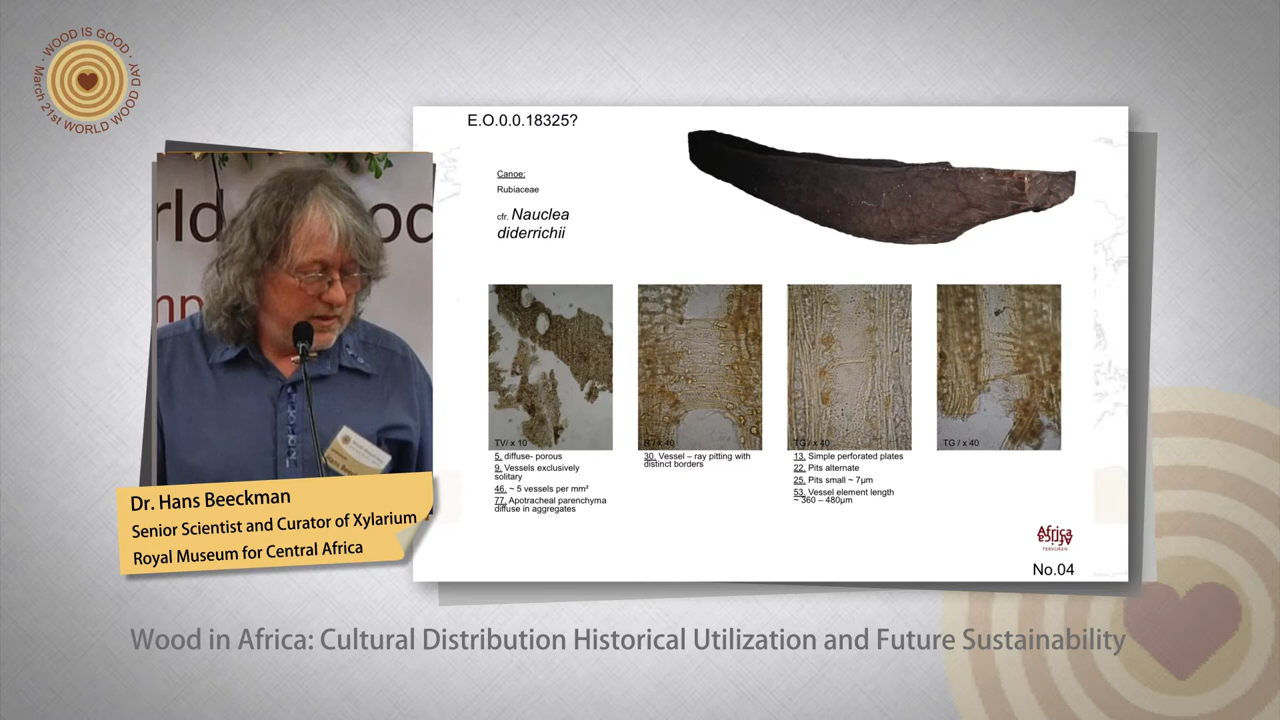 WOOD IS GOOD · DAY
March 21st WORLD WOOD
rld
ood
E.O.0.0.18325?
Canoe:
Rubiaceae
cfr. Nauclea
diderrichii
TV/ x 10
R / x 40
TG / x 40
TG / x 40
5. diffuse- porous
9. Vessels exclusively
solitary
46. ~ 5 vessels per mm²
77. Apotracheal parenchyma
diffuse in aggregates
30. Vessel – ray pitting with
distinct borders
13. Simple perforated plates
22. Pits alternate
25. Pits small ~ 7µm
53. Vessel element length
~ 360 – 480µm
Africa
TERVUREN
No.04
Dr. Hans Beeckman
Senior Scientist and Curator of Xylarium
Royal Museum for Central Africa
Wood in Africa: Cultural Distribution Historical Utilization and Future Sustainability